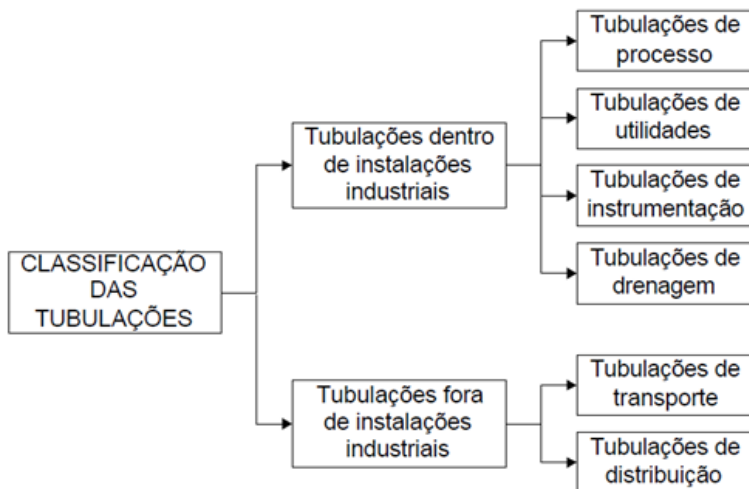 CLASSIFICAÇÃO
DAS
TUBULAÇÕES
Tubulações dentro
de instalações
industriais
Tubulações de
processo
Tubulações de
utilidades
Tubulações de
instrumentação
Tubulações de
drenagem
Tubulações fora
de instalações
industriais
Tubulações de
transporte
Tubulações de
distribuição